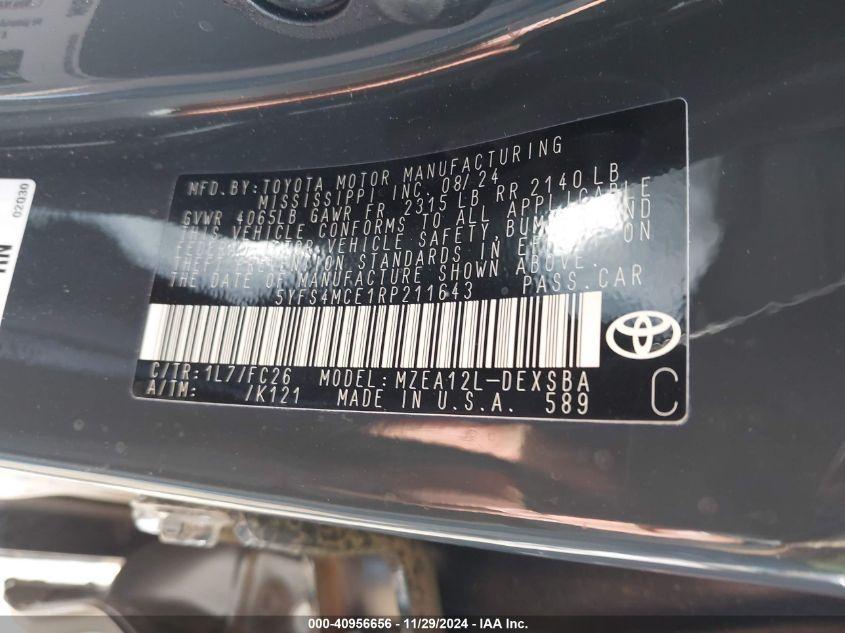 MFD.BY:TOYOTA MOTOR MANUFACTURING
MISSISSIPPI INC. 08/24
GVWR 4065LB GAWR FR 2315 LB RR 2140 LB
THIS VEHICLE CONFORMS TO ALL APPLICABLE
VEHICLE SAFETY, BUMPER AND
THEFT PREVENTION STANDARDS IN EFFECT ON
THE DATE OF MANUFACTURE SHOWN ABOVE.
5YFS4MCE1RP211643 PASS.CAR
C/TR:1L7/FC26 MODEL:MZEA12L-DEXSBA
A/TM: /K121 MADE IN U.S.A. 589
C
02030
000-40956656 - 11/29/2024 - IAA Inc.